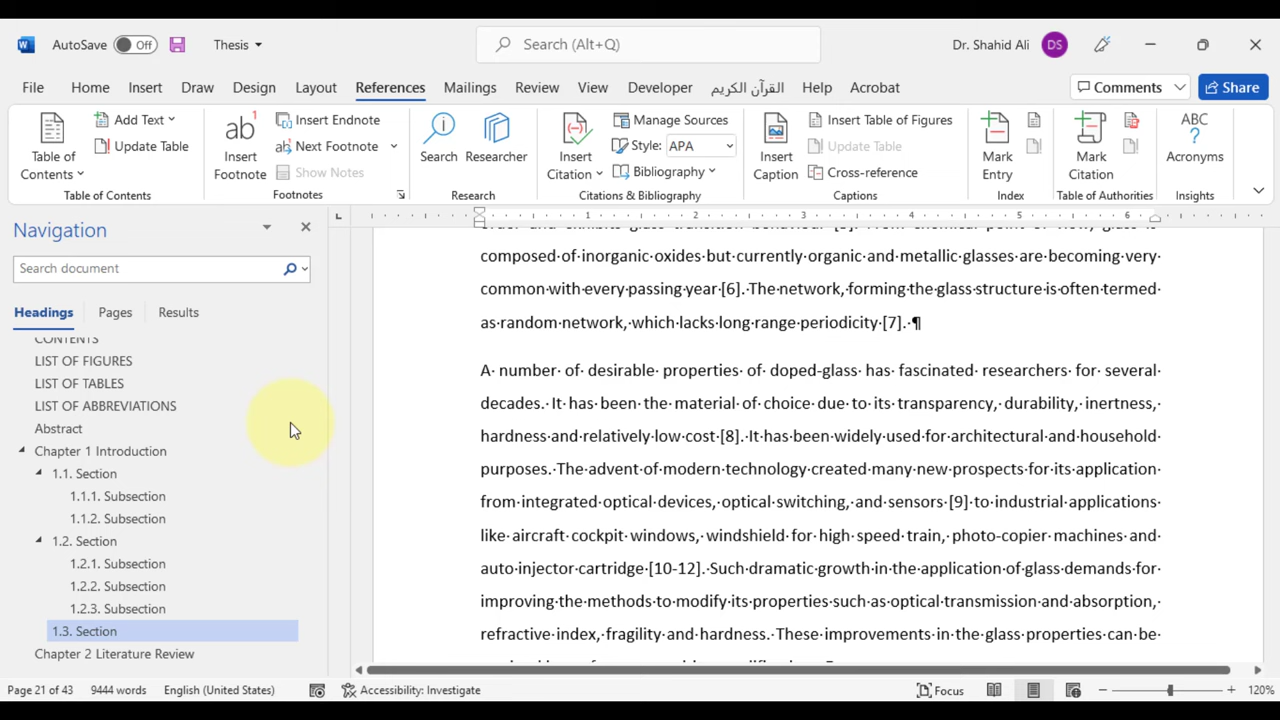 AutoSave Off Thesis Search (Alt+Q) Dr. Shahid Ali DS
File Home Insert Draw Design Layout References Mailings Review View Developer القرآن الكريم Help Acrobat Comments Share
Table of Contents
Add Text
Update Table
Table of Contents
ab1
Insert Footnote
Insert Endnote
Next Footnote
Show Notes
Footnotes
Search
Researcher
Research
Insert Citation
Manage Sources
Style: APA
Bibliography
Citations & Bibliography
Insert Caption
Insert Table of Figures
Update Table
Cross-reference
Captions
Mark Entry
Index
Mark Citation
Table of Authorities
ABC
?
Acronyms
Insights
Navigation
Search document
Headings Pages Results
CONTENTS
LIST OF FIGURES
LIST OF TABLES
LIST OF ABBREVIATIONS
Abstract
Chapter 1 Introduction
1.1. Section
1.1.1. Subsection
1.1.2. Subsection
1.2. Section
1.2.1. Subsection
1.2.2. Subsection
1.2.3. Subsection
1.3. Section
Chapter 2 Literature Review
1 2 3 4 5 6
composed of inorganic oxides but currently organic and metallic glasses are becoming very
common with every passing year [6]. The network, forming the glass structure is often termed
as random network, which lacks long range periodicity [7]. ¶
A number of desirable properties of doped-glass has fascinated researchers for several
decades. It has been the material of choice due to its transparency, durability, inertness,
hardness and relatively low cost [8]. It has been widely used for architectural and household
purposes. The advent of modern technology created many new prospects for its application
from integrated optical devices, optical switching, and sensors [9] to industrial applications
like aircraft cockpit windows, windshield for high speed train, photo-copier machines and
auto injector cartridge [10-12]. Such dramatic growth in the application of glass demands for
improving the methods to modify its properties such as optical transmission and absorption,
refractive index, fragility and hardness. These improvements in the glass properties can be
Page 21 of 43 9444 words English (United States) Accessibility: Investigate Focus 120%